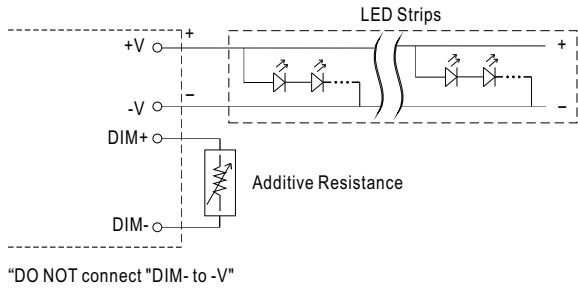 LED Strips
+V
+
+
-V
–
–
DIM+
Additive Resistance
DIM-
“DO NOT connect "DIM- to -V"